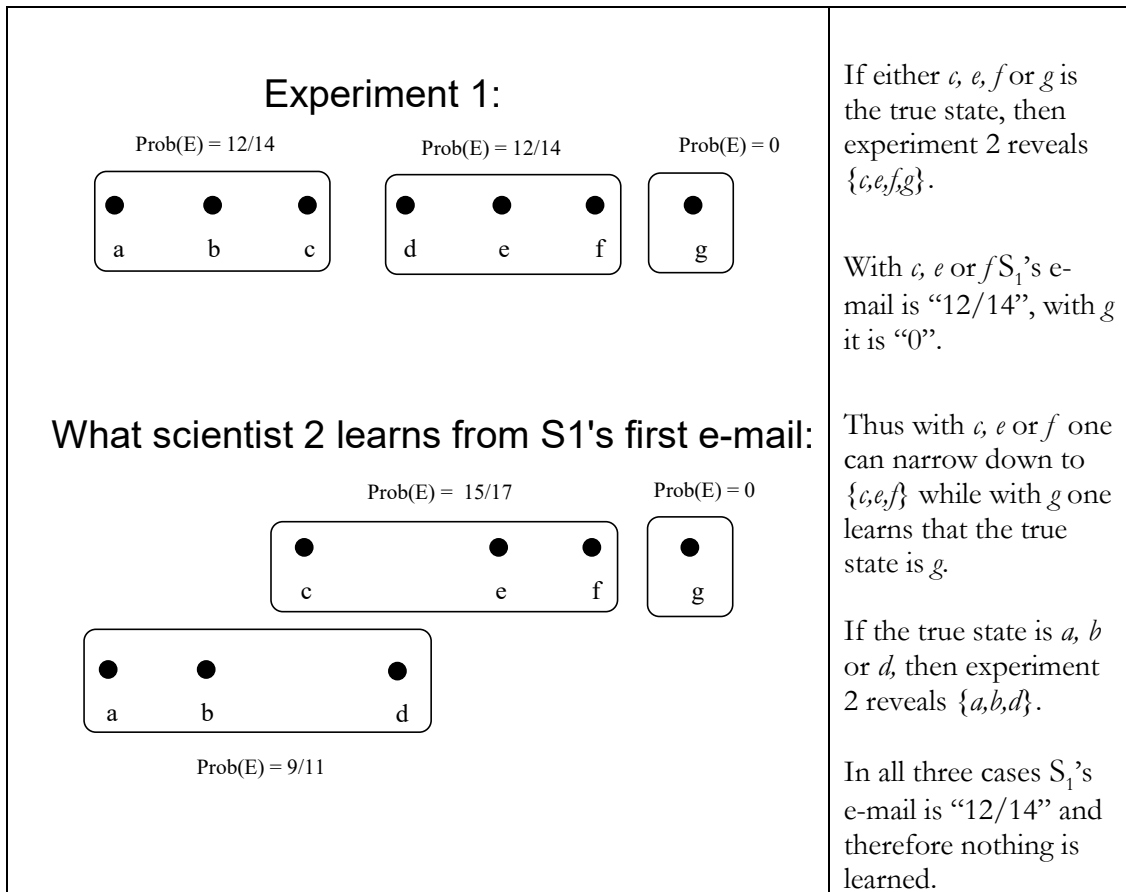 Experiment 1:
Prob(E) = 12/14 Prob(E) = 12/14 Prob(E) = 0
a b c d e f g
What scientist 2 learns from S1's first e-mail:
Prob(E) = 15/17 Prob(E) = 0
c e f g
a b d
Prob(E) = 9/11
If either c, e, f or g is
the true state, then
experiment 2 reveals
{c,e,f,g}.
With c, e or f S1's e-
mail is “12/14”, with g
it is “0”.
Thus with c, e or f one
can narrow down to
{c,e,f} while with g one
learns that the true
state is g.
If the true state is a, b
or d, then experiment
2 reveals {a,b,d}.
In all three cases S1's
e-mail is “12/14” and
therefore nothing is
learned.